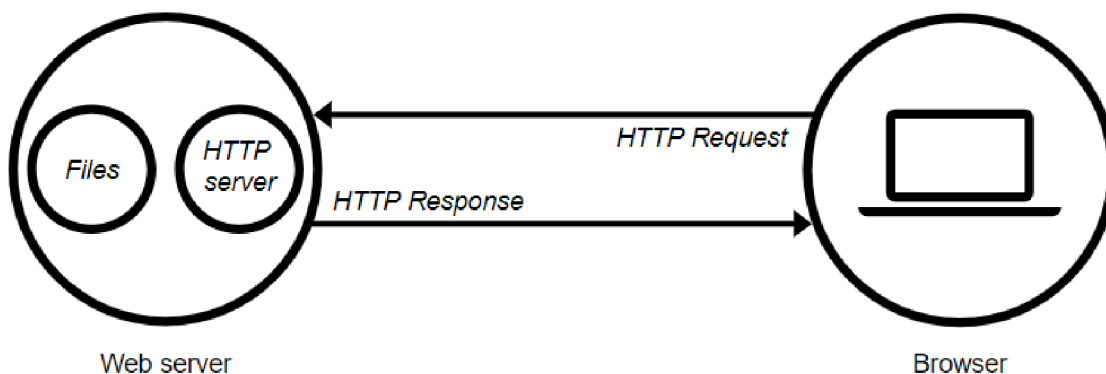 HTTP Request
Files
HTTP
server
HTTP Response
Web server
Browser